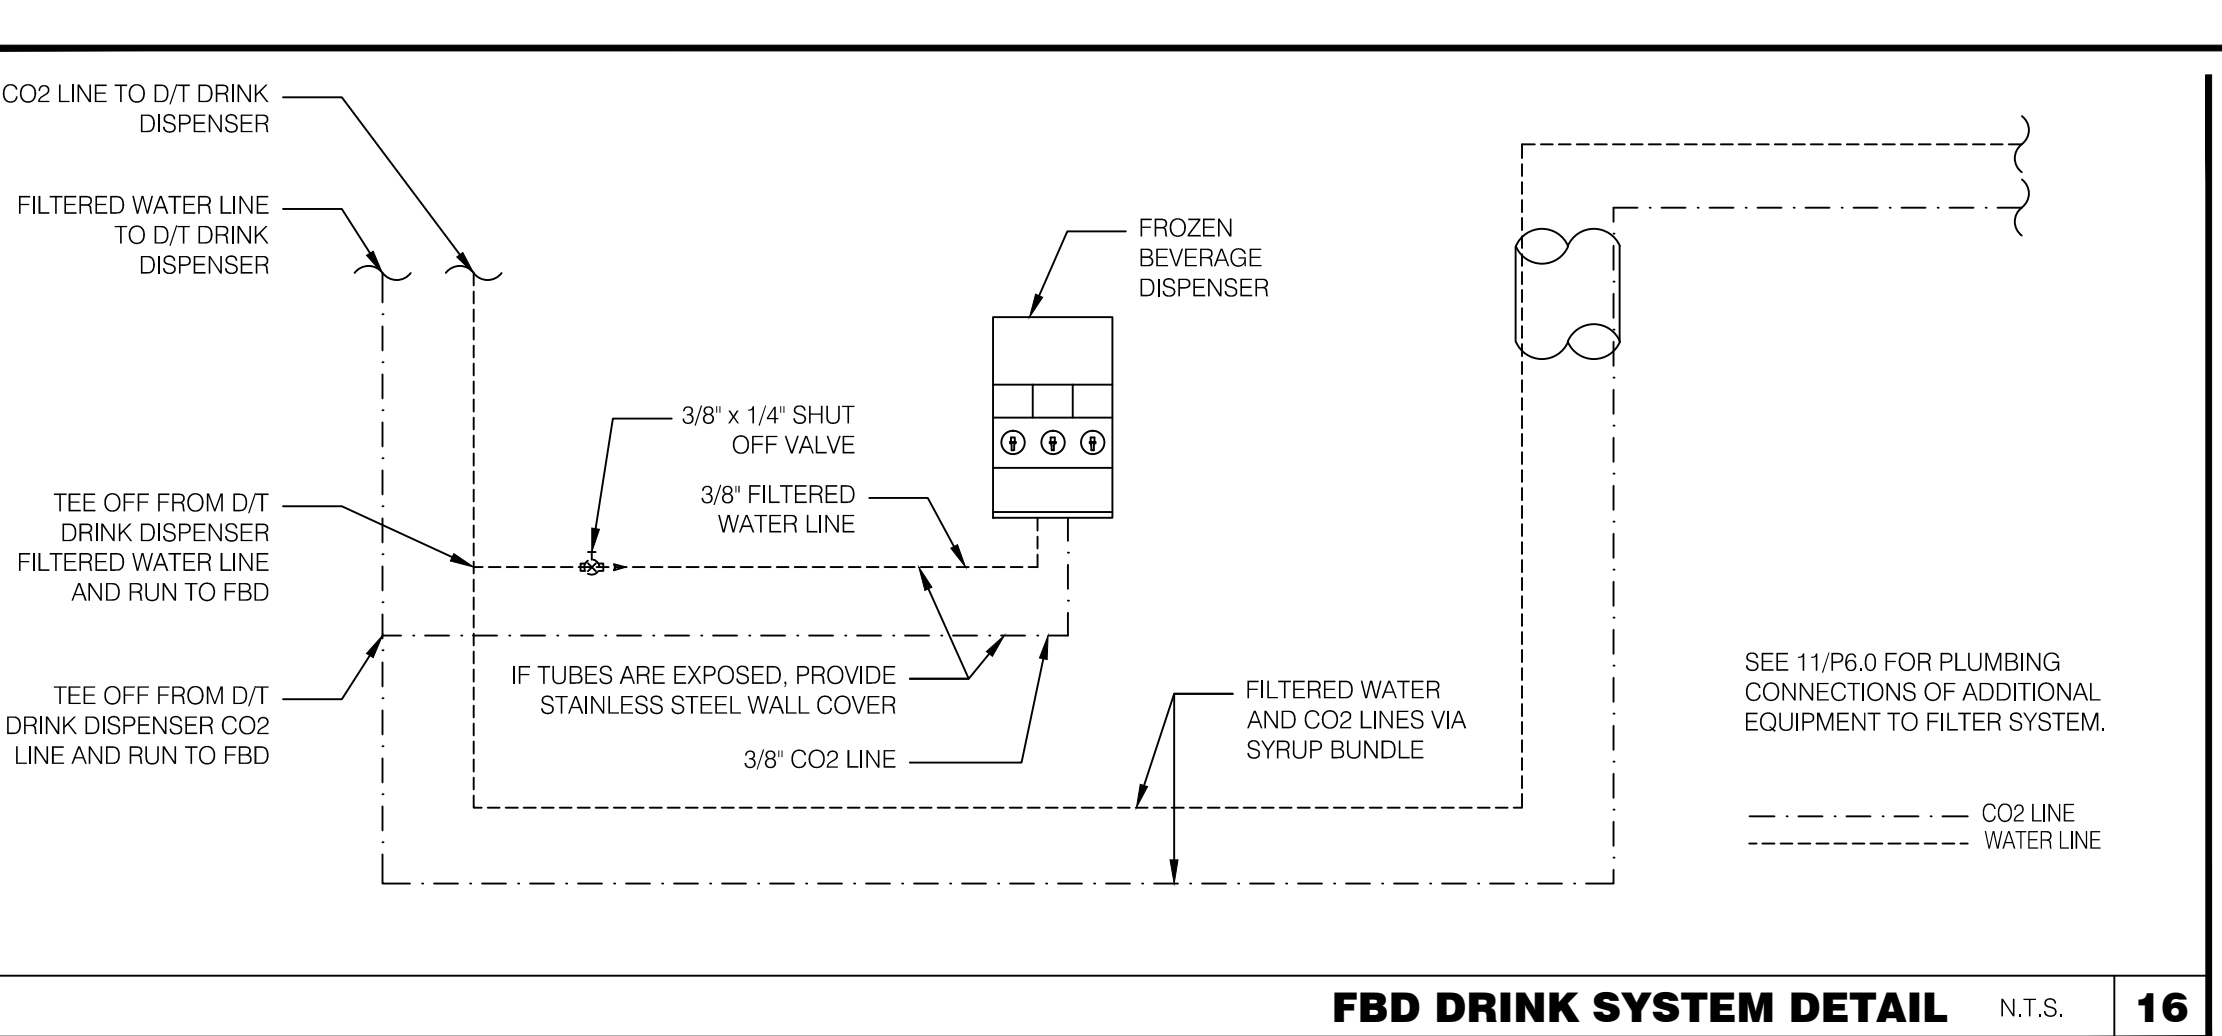 CO2 LINE TO D/T DRINK
DISPENSER
FILTERED WATER LINE
TO D/T DRINK
DISPENSER
FROZEN
BEVERAGE
DISPENSER
3/8" x 1/4" SHUT
OFF VALVE
3/8" FILTERED
WATER LINE
TEE OFF FROM D/T
DRINK DISPENSER
FILTERED WATER LINE
AND RUN TO FBD
TEE OFF FROM D/T
DRINK DISPENSER CO2
LINE AND RUN TO FBD
IF TUBES ARE EXPOSED, PROVIDE
STAINLESS STEEL WALL COVER
3/8" CO2 LINE
FILTERED WATER
AND CO2 LINES VIA
SYRUP BUNDLE
SEE 11/P6.0 FOR PLUMBING
CONNECTIONS OF ADDITIONAL
EQUIPMENT TO FILTER SYSTEM.
CO2 LINE
WATER LINE
FBD DRINK SYSTEM DETAIL N.T.S. 16